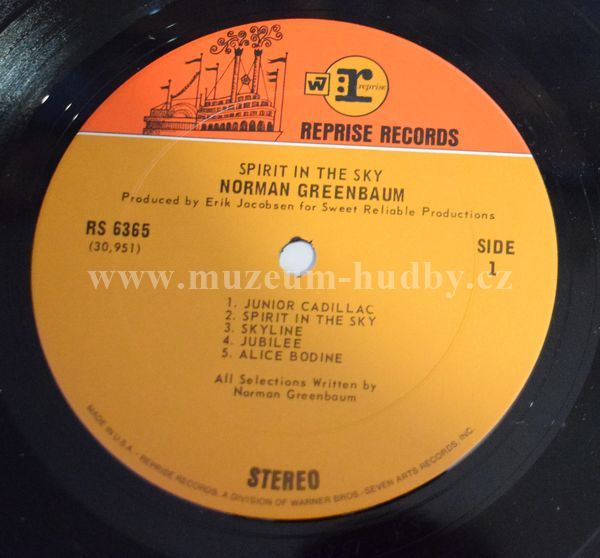 W7
r
reprise
REPRISE RECORDS
SPIRIT IN THE SKY
NORMAN GREENBAUM
Produced by Erik Jacobsen for Sweet Reliable Productions
RS 6365
(30,951)
SIDE
1
www.muzeum-hudby.cz
1. JUNIOR CADILLAC
2. SPIRIT IN THE SKY
3. SKYLINE
4. JUBILEE
5. ALICE BODINE
All Selections Written by
Norman Greenbaum
STEREO
MADE IN U.S.A. - REPRISE RECORDS, A DIVISION OF WARNER BROS.-SEVEN ARTS RECORDS, INC.